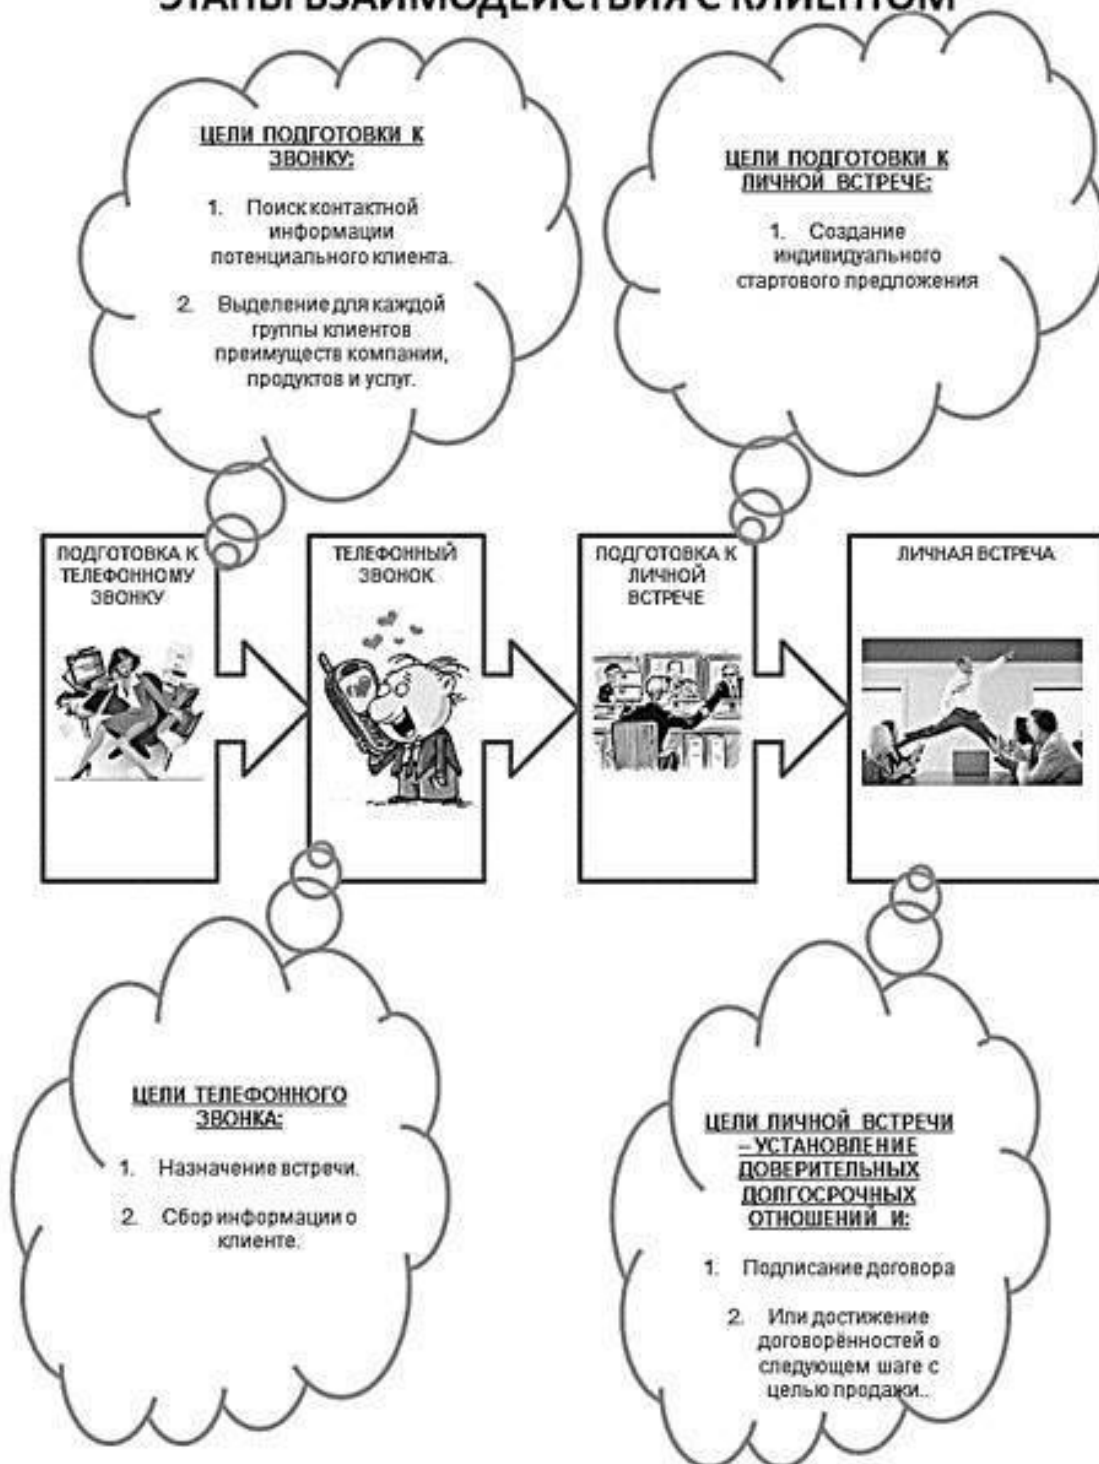 ЭТАПЫ ВЗАИМОДЕЙСТВИЯ С КЛИЕНТОМ
ЦЕЛИ ПОДГОТОВКИ К
ЗВОНКУ:
1. Поиск контактной
информации
потенциального клиента.
2. Выделение для каждой
группы клиентов
преимуществ компании,
продуктов и услуг.
ЦЕЛИ ПОДГОТОВКИ К
ЛИЧНОЙ ВСТРЕЧЕ:
1. Создание
индивидуального
стартового предложения
ПОДГОТОВКА К
ТЕЛЕФОННОМУ
ЗВОНКУ
ТЕЛЕФОННЫЙ
ЗВОНОК
ПОДГОТОВКА К
ЛИЧНОЙ
ВСТРЕЧЕ
ЛИЧНАЯ ВСТРЕЧА
ЦЕЛИ ТЕЛЕФОННОГО
ЗВОНКА:
1. Назначение встречи.
2. Сбор информации о
клиенте.
ЦЕЛИ ЛИЧНОЙ ВСТРЕЧИ
– УСТАНОВЛЕНИЕ
ДОВЕРИТЕЛЬНЫХ
ДОЛГОСРОЧНЫХ
ОТНОШЕНИЙ И:
1. Подписание договора
2. Или достижение
договорённостей о
следующем шаге с
целью продажи..